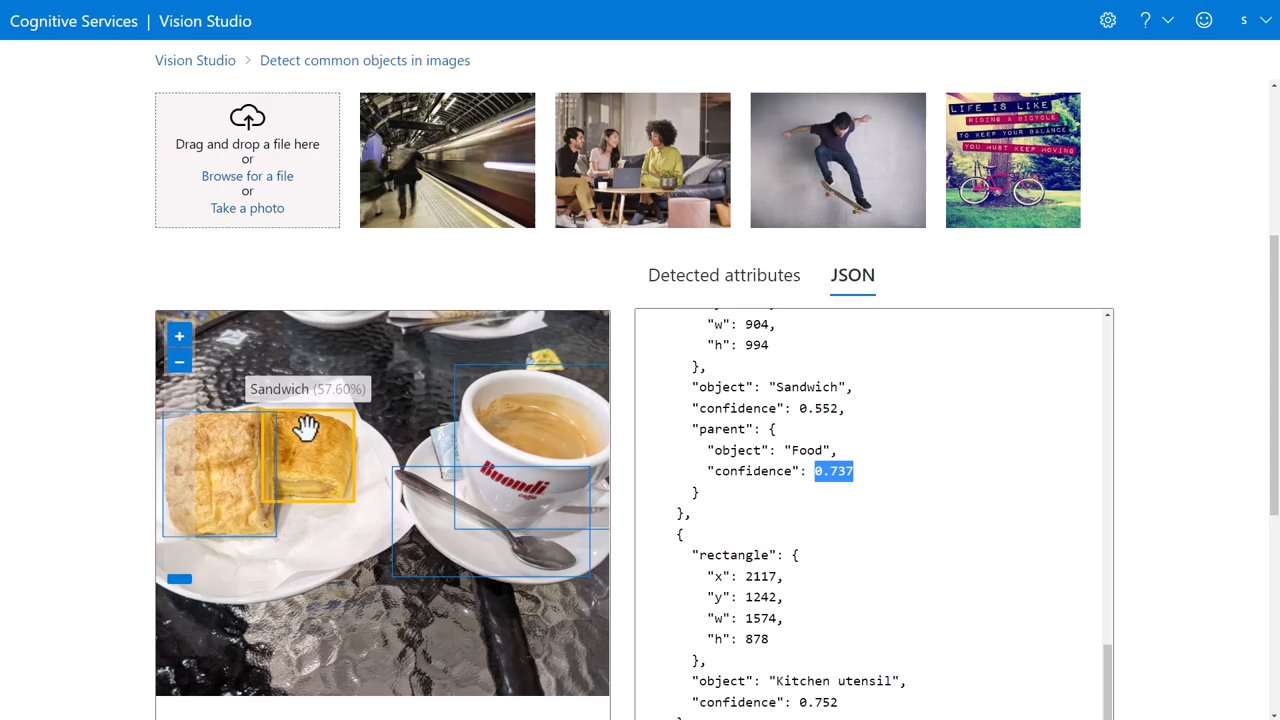 Cognitive Services | Vision Studio
? s
Vision Studio > Detect common objects in images
Drag and drop a file here
or
Browse for a file
or
Take a photo
LIFE IS LIKE
RIDING A BICYCLE
TO KEEP YOUR BALANCE
YOU MUST KEEP MOVING
Detected attributes JSON
+
−
Sandwich (57.60%)
Buondi
caffè
"w": 904,
"h": 994
},
"object": "Sandwich",
"confidence": 0.552,
"parent": {
"object": "Food",
"confidence": 0.737
}
},
{
"rectangle": {
"x": 2117,
"y": 1242,
"w": 1574,
"h": 878
},
"object": "Kitchen utensil",
"confidence": 0.752